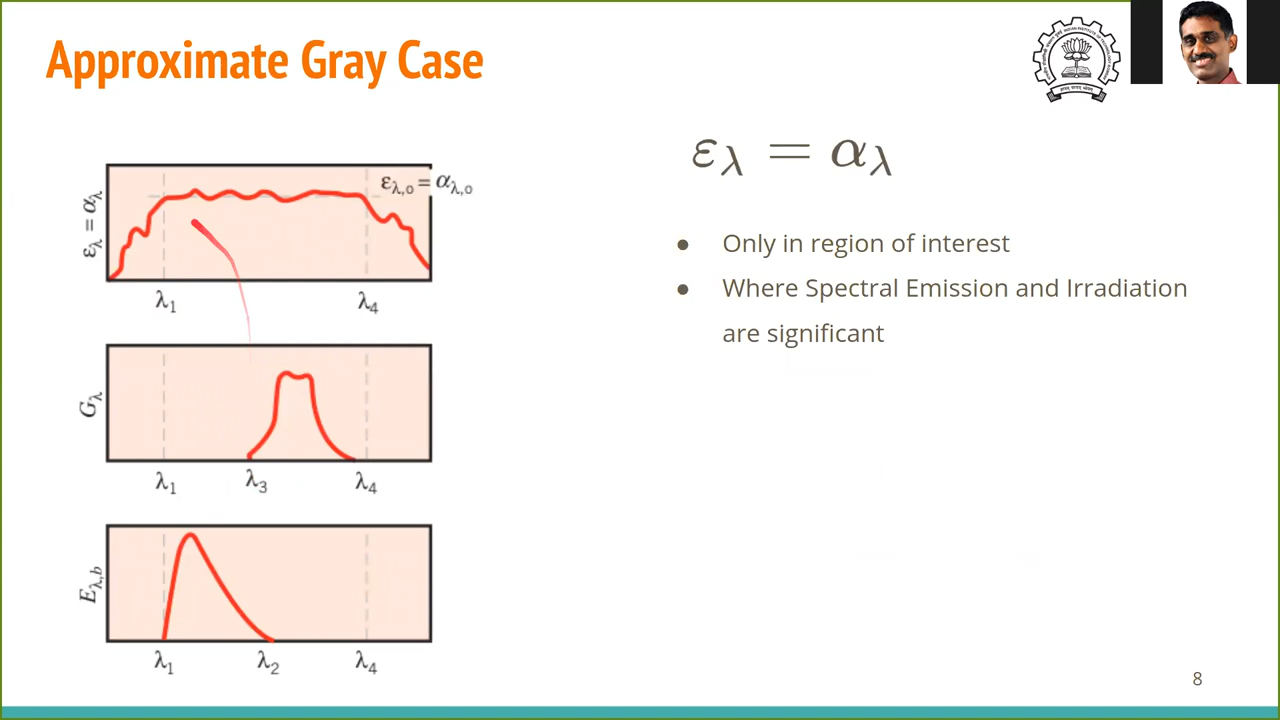 Approximate Gray Case
ε_λ = α_λ
ε_λ,o = α_λ,o
ε_λ = α_λ
λ_1 λ_4
G_λ
λ_1 λ_3 λ_4
E_λ,b
λ_1 λ_2 λ_4
● Only in region of interest
● Where Spectral Emission and Irradiation
are significant
8